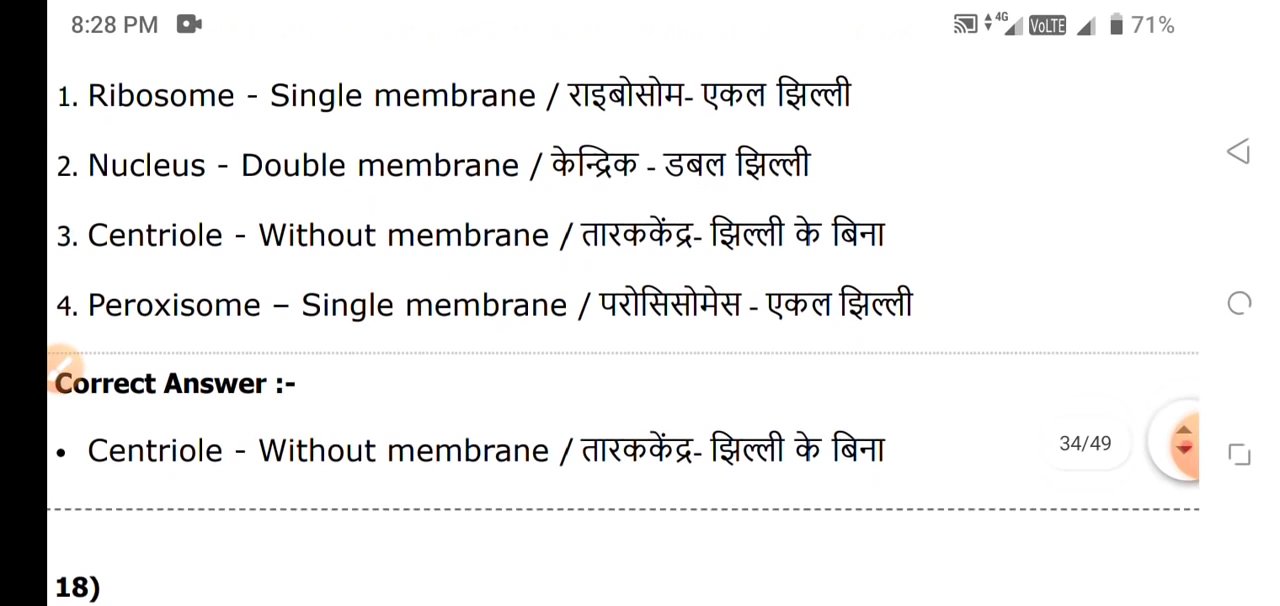 8:28 PM 4G VoLTE 71%
1. Ribosome - Single membrane / राइबोसोम- एकल झिल्ली
2. Nucleus - Double membrane / केन्द्रिक - डबल झिल्ली
3. Centriole - Without membrane / तारककेंद्र- झिल्ली के बिना
4. Peroxisome – Single membrane / परोसिसोमेस - एकल झिल्ली
Correct Answer :-
• Centriole - Without membrane / तारककेंद्र- झिल्ली के बिना
34/49
18)